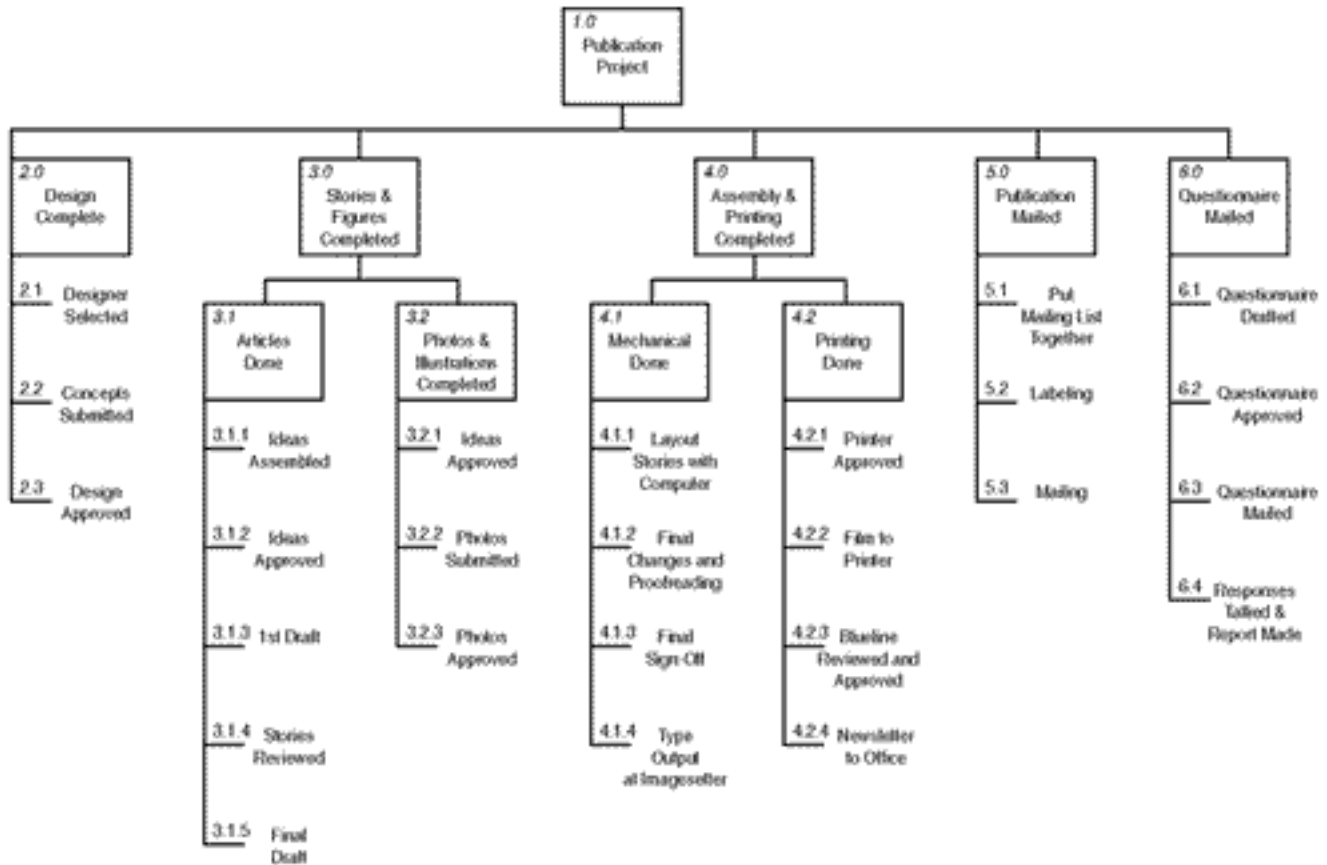 1.0
Publication
Project
2.0
Design
Complete
3.0
Stories &
Figures
Completed
4.0
Assembly &
Printing
Completed
5.0
Publication
Mailed
6.0
Questionnaire
Mailed
2.1 Designer
Selected
2.2 Concepts
Submitted
2.3 Design
Approved
3.1
Articles
Done
3.1.1 Ideas
Assembled
3.1.2 Ideas
Approved
3.1.3 1st Draft
3.1.4 Stories
Reviewed
3.1.5 Final
Draft
3.2
Photos &
Illustrations
Completed
3.2.1 Ideas
Approved
3.2.2 Photos
Submitted
3.2.3 Photos
Approved
4.1
Mechanical
Done
4.1.1 Layout
Stories with
Computer
4.1.2 Final
Changes and
Proofreading
4.1.3 Final
Sign-Off
4.1.4 Type
Output
at Imagesetter
4.2
Printing
Done
4.2.1 Printer
Approved
4.2.2 Film to
Printer
4.2.3 Blueline
Reviewed and
Approved
4.2.4 Newsletter
to Office
5.1 Put
Mailing List
Together
5.2 Labeling
5.3 Mailing
6.1 Questionnaire
Drafted
6.2 Questionnaire
Approved
6.3 Questionnaire
Mailed
6.4 Responses
Tallied &
Report Made